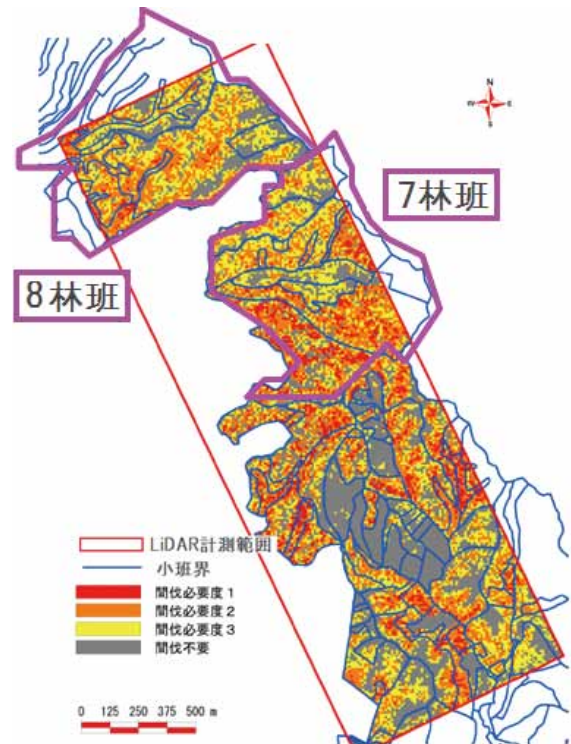 N
W
E
S
7林班
8林班
LiDAR計測範囲
小班界
間伐必要度1
間伐必要度2
間伐必要度3
間伐不要
0 125 250 375 500 m